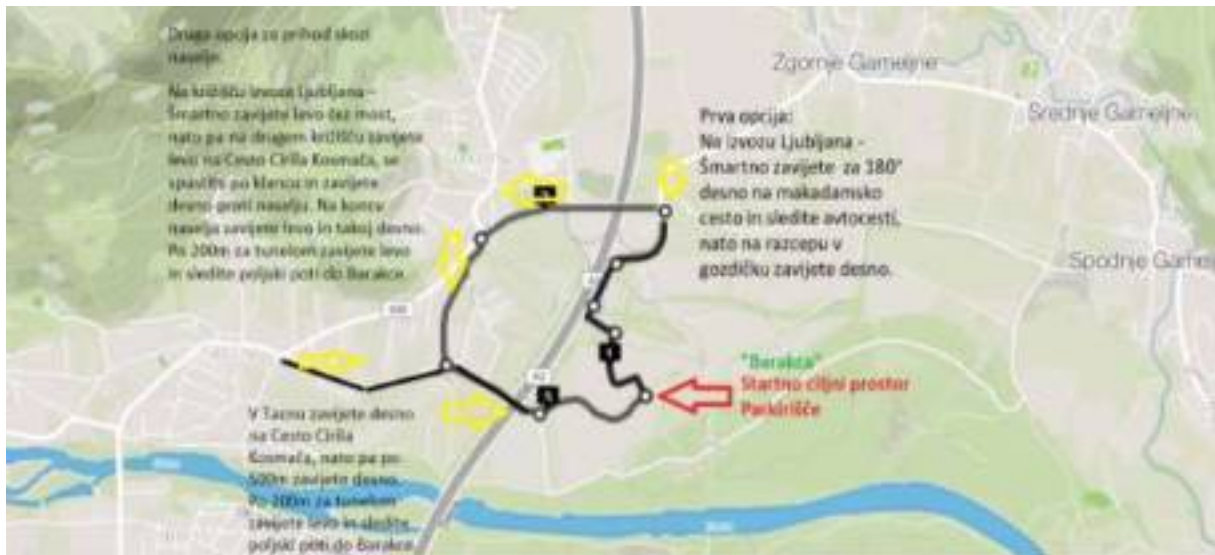 Druga opcija za prihod skozi
naselje:
Na križišču izvoza Ljubljana -
Šmartno zavijete levo čez most,
nato pa na drugem križišču zavijete
levo na Cesto Cirila Kosmača, se
spustite po klancu in zavijete
desno proti naselju. Na koncu
naselja zavijete levo in takoj desno.
Po 200m za tunelom zavijete levo
in sledite poljski poti do Barakce.
Zgornje Gameljne
Srednje Gameljne
Prva opcija:
Na izvozu Ljubljana -
Šmartno zavijete za 180°
desno na makadamsko
cesto in sledite avtocesti,
nato na razcepu v
gozdičku zavijete desno.
Spodnje Gamelj
A2
"Barakca"
Startno ciljni prostor
Parkirišče
V Tacnu zavijete desno
na Cesto Cirila
Kosmača, nato pa po
500m zavijete desno.
Po 200m za tunelom
zavijete levo in sledite
poljski poti do Barakce